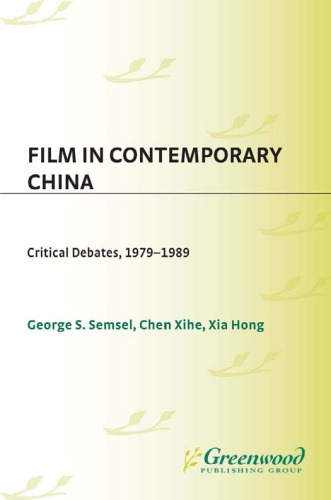 FILM IN CONTEMPORARY
CHINA
Critical Debates, 1979–1989
George S. Semsel, Chen Xihe, Xia Hong
Greenwood
PUBLISHING GROUP